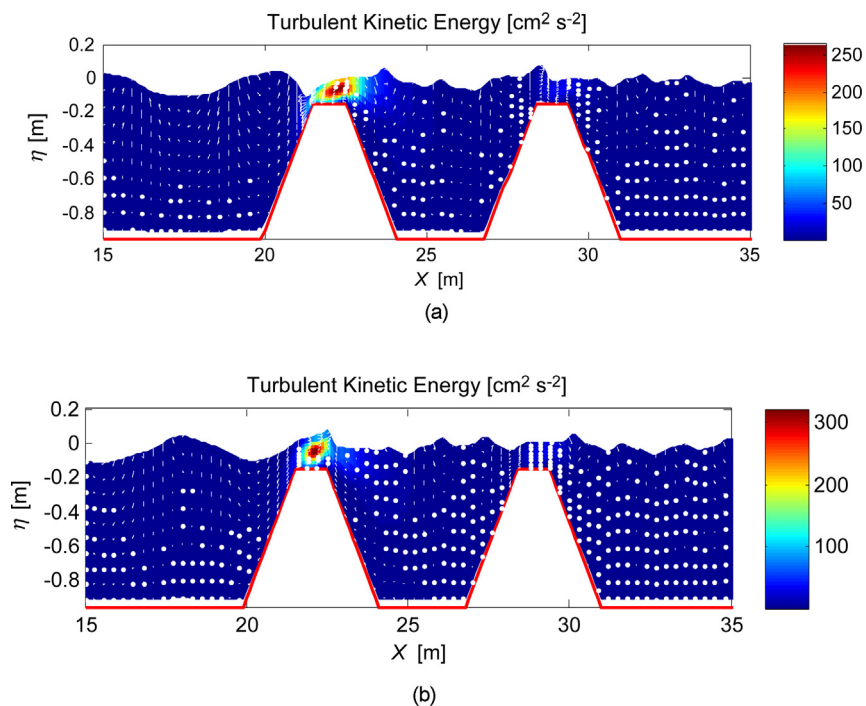 Turbulent Kinetic Energy [cm² s⁻²]
0.2
0
-0.2
-0.4
-0.6
-0.8
η [m]
15 20 25 30 35
X [m]
250
200
150
100
50
(a)
Turbulent Kinetic Energy [cm² s⁻²]
0.2
0
-0.2
-0.4
-0.6
-0.8
η [m]
15 20 25 30 35
X [m]
300
200
100
(b)